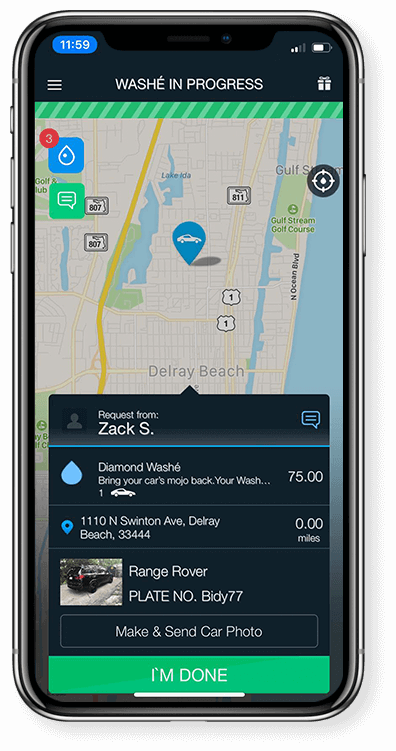 11:59
WASHÉ IN PROGRESS
3
Lake Ida
Gulf St
811
Golf &
lub
807
Gulf Stream
Golf Course
807
N Ocean Blvd
1
1
Delray Beach
Request from:
Zack S.
Diamond Washé
Bring your car's mojo back.Your Wash...
75.00
1
1110 N Swinton Ave, Delray
Beach, 33444
0.00
miles
Range Rover
PLATE NO. Bidy77
Make & Send Car Photo
I`M DONE